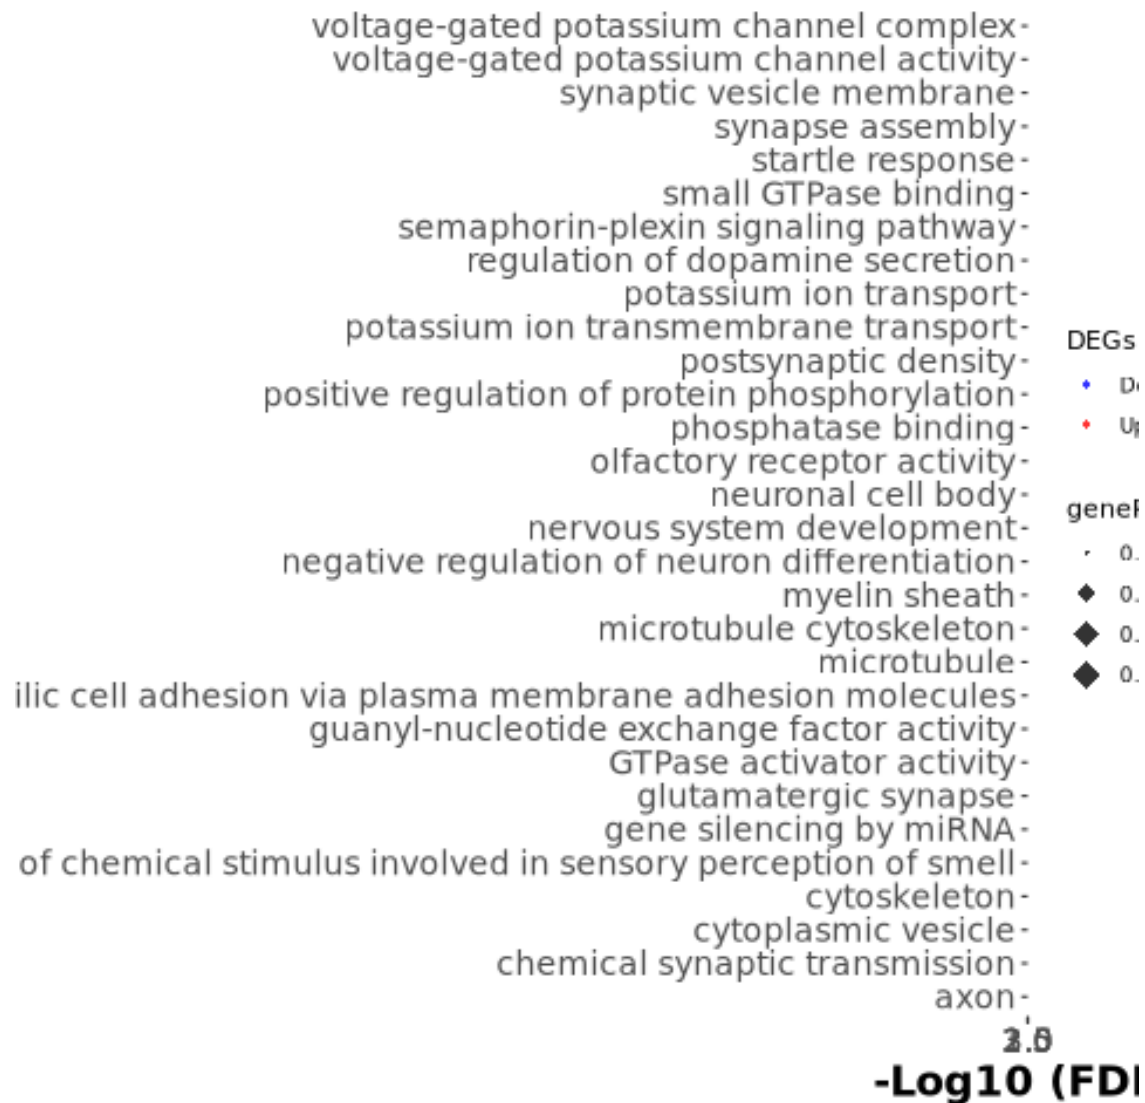 voltage-gated potassium channel complex
voltage-gated potassium channel activity
synaptic vesicle membrane
synapse assembly
startle response
small GTPase binding
semaphorin-plexin signaling pathway
regulation of dopamine secretion
potassium ion transport
potassium ion transmembrane transport
postsynaptic density
positive regulation of protein phosphorylation
phosphatase binding
olfactory receptor activity
neuronal cell body
nervous system development
negative regulation of neuron differentiation
myelin sheath
microtubule cytoskeleton
microtubule
ilic cell adhesion via plasma membrane adhesion molecules
guanyl-nucleotide exchange factor activity
GTPase activator activity
glutamatergic synapse
gene silencing by miRNA
of chemical stimulus involved in sensory perception of smell
cytoskeleton
cytoplasmic vesicle
chemical synaptic transmission
axon
-Log10 (FD
DEGs
D
U
gene
0.
0.
0.
0.